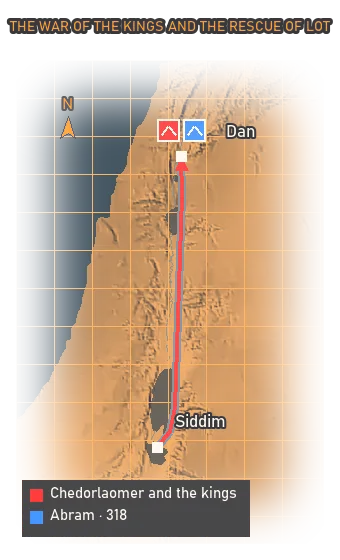 THE WAR OF THE KINGS AND THE RESCUE OF LOT
N
Dan
Siddim
Chedorlaomer and the kings
Abram · 318